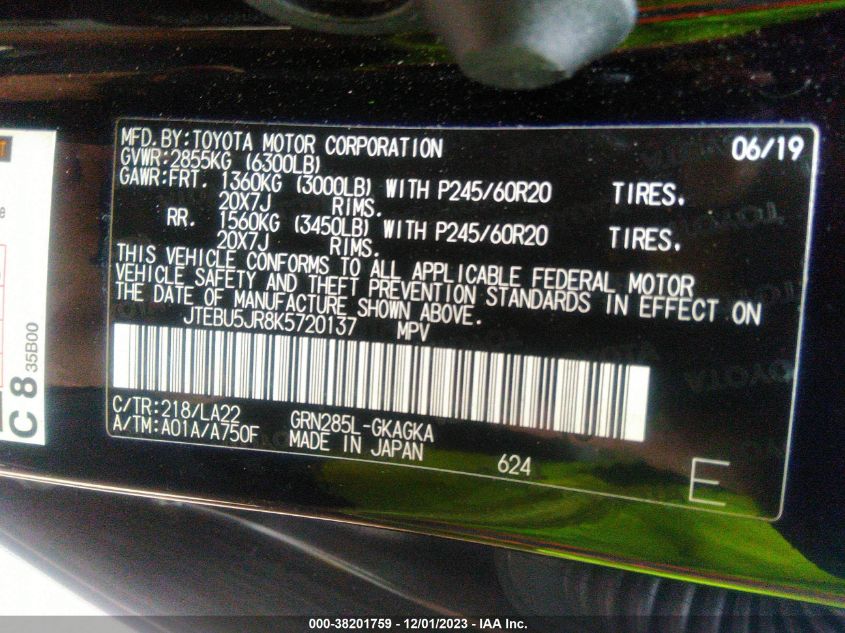 MFD.BY:TOYOTA MOTOR CORPORATION 06/19
GVWR:2855KG (6300LB)
GAWR:FRT. 1360KG (3000LB) WITH P245/60R20 TIRES,
20X7J RIMS.
RR. 1560KG (3450LB) WITH P245/60R20 TIRES,
20X7J RIMS.
THIS VEHICLE CONFORMS TO ALL APPLICABLE FEDERAL MOTOR
VEHICLE SAFETY AND THEFT PREVENTION STANDARDS IN EFFECT ON
THE DATE OF MANUFACTURE SHOWN ABOVE.
JTEBU5JR8K5720137 MPV
C/TR:218/LA22 GRN285L-GKAGKA
A/TM:A01A/A750F MADE IN JAPAN
624
E
C 8 35B00
000-38201759 - 12/01/2023 - IAA Inc.